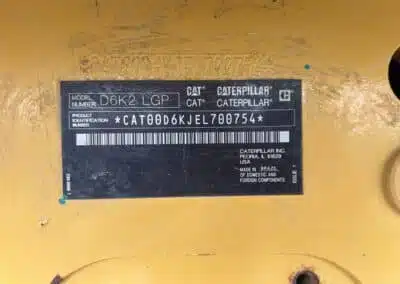 MODEL NUMBER D6K2 LGP CAT CATERPILLAR
CAT CATERPILLAR
PRODUCT IDENTIFICATION NUMBER
*CAT00D6KJEL700754*
CATERPILLAR INC.
PEORIA, IL 61629
USA
MADE IN BRAZIL
OF DOMESTIC AND
FOREIGN COMPONENTS